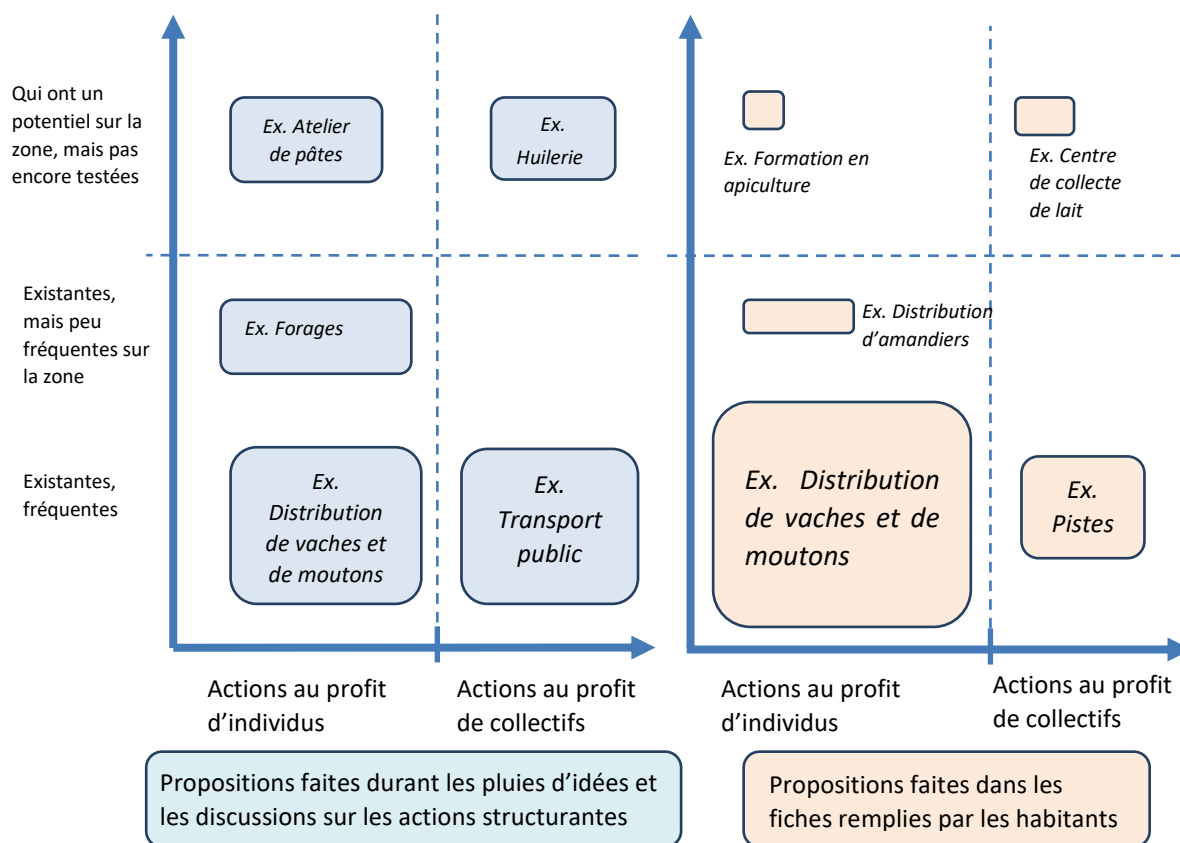 Qui ont un
potentiel sur la
zone, mais pas
encore testées
Ex. Atelier
de pâtes
Ex.
Huilerie
Ex. Formation en
apiculture
Ex. Centre
de collecte
de lait
Existantes,
mais peu
fréquentes sur
la zone
Ex. Forages
Ex. Distribution
d’amandiers
Existantes,
fréquentes
Ex.
Distribution
de vaches et
de moutons
Ex.
Transport
public
Ex. Distribution
de vaches et de
moutons
Ex.
Pistes
Actions au profit
d’individus
Actions au profit
de collectifs
Actions au profit
d’individus
Actions au profit
de collectifs
Propositions faites durant les pluies d’idées et
les discussions sur les actions structurantes
Propositions faites dans les
fiches remplies par les habitants